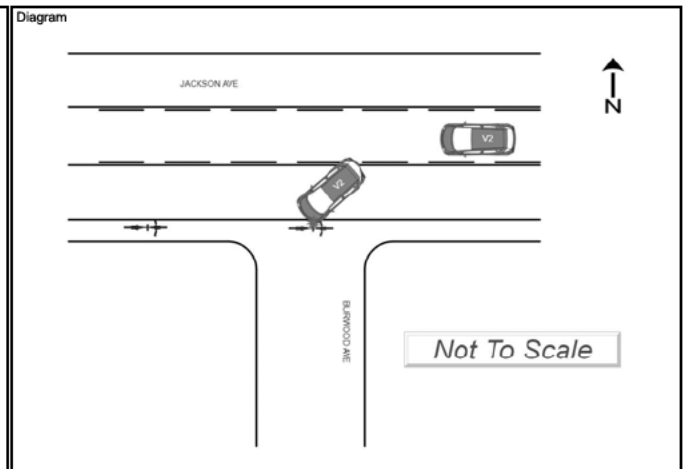 Diagram
JACKSON AVE
N
V2
V2
BURWOOD AVE
Not To Scale